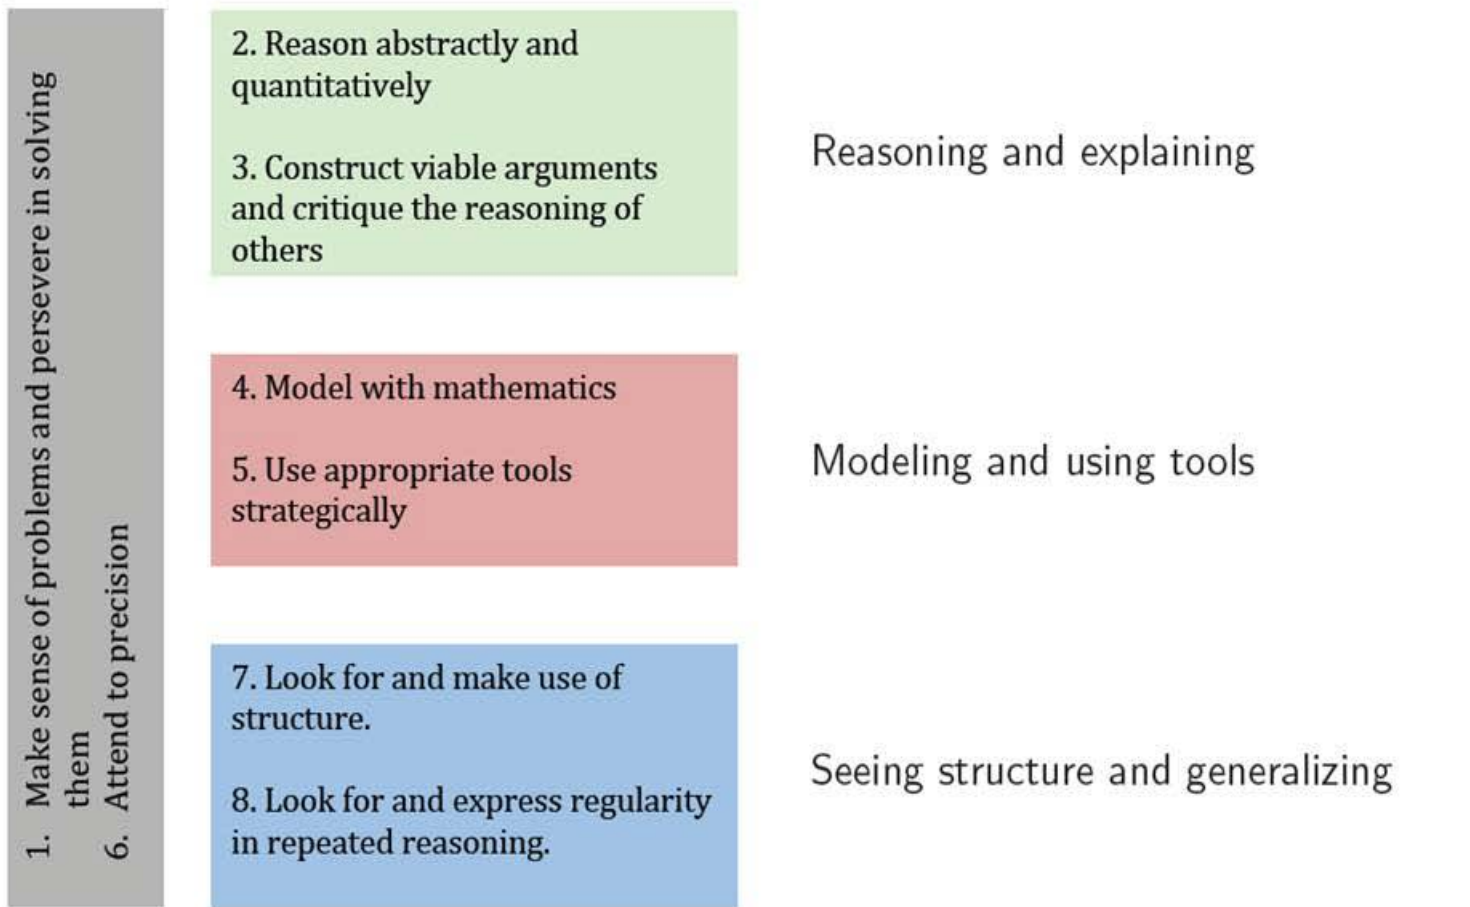 1. Make sense of problems and persevere in solving
them
6. Attend to precision
2. Reason abstractly and
quantitatively
3. Construct viable arguments
and critique the reasoning of
others
Reasoning and explaining
4. Model with mathematics
5. Use appropriate tools
strategically
Modeling and using tools
7. Look for and make use of
structure.
8. Look for and express regularity
in repeated reasoning.
Seeing structure and generalizing